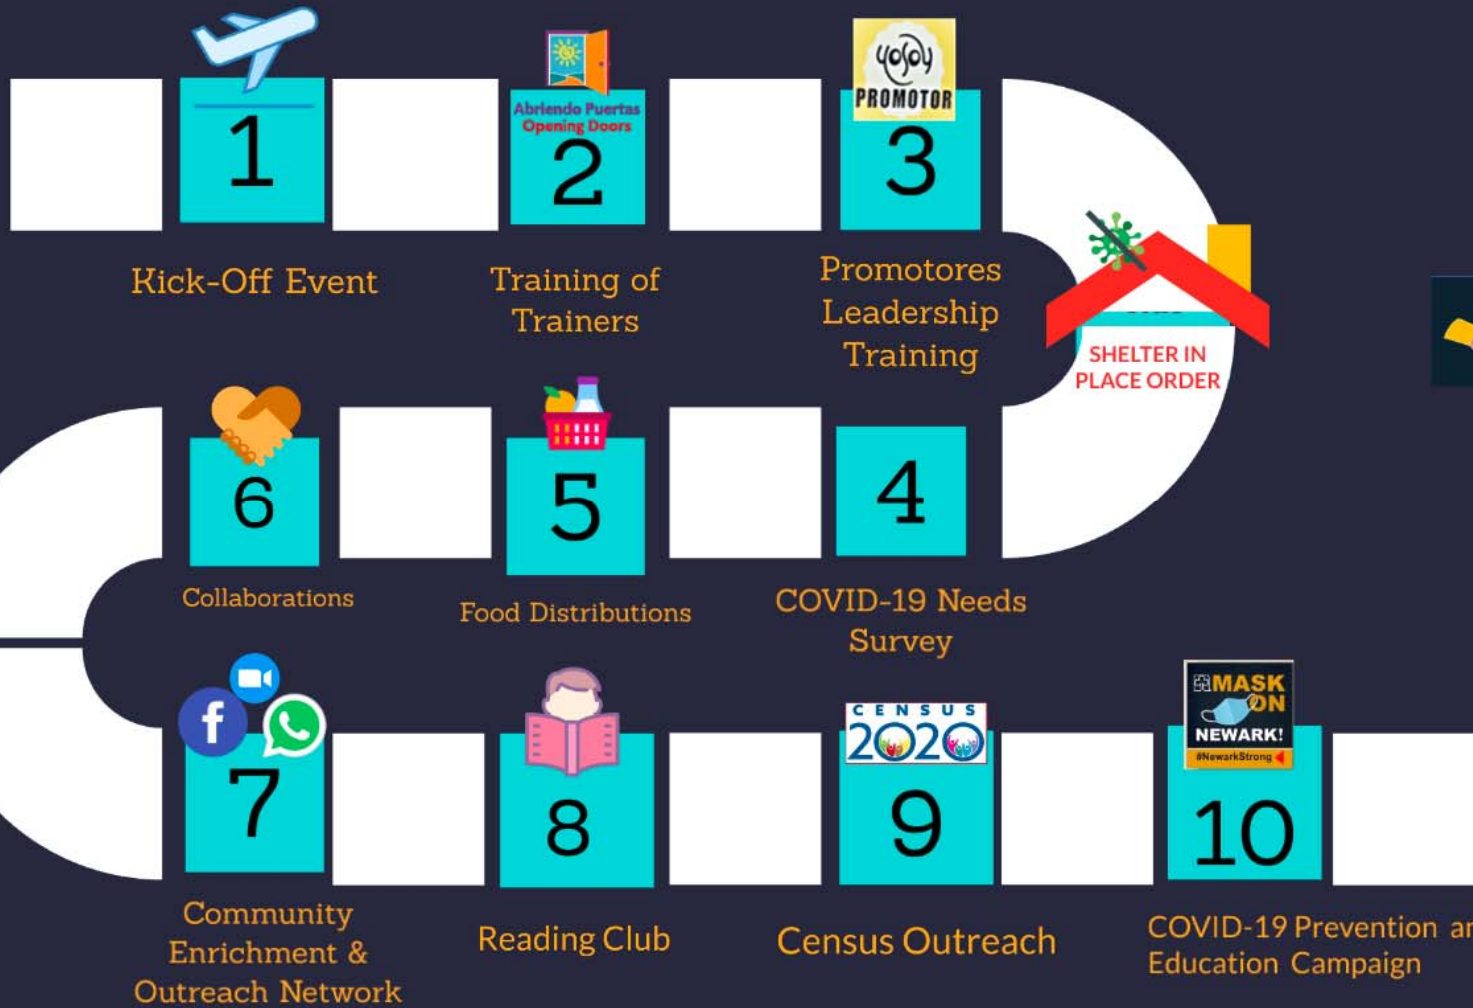 1
Kick-Off Event
Abriendo Puertas
Opening Doors
2
Training of
Trainers
yosoy
PROMOTOR
3
Promotores
Leadership
Training
SHELTER IN
PLACE ORDER
4
COVID-19 Needs
Survey
5
Food Distributions
6
Collaborations
f
7
Community
Enrichment &
Outreach Network
8
Reading Club
CENSUS
2020
9
Census Outreach
MASK
ON
NEWARK!
#NewarkStrong
10
COVID-19 Prevention
Education Campaign